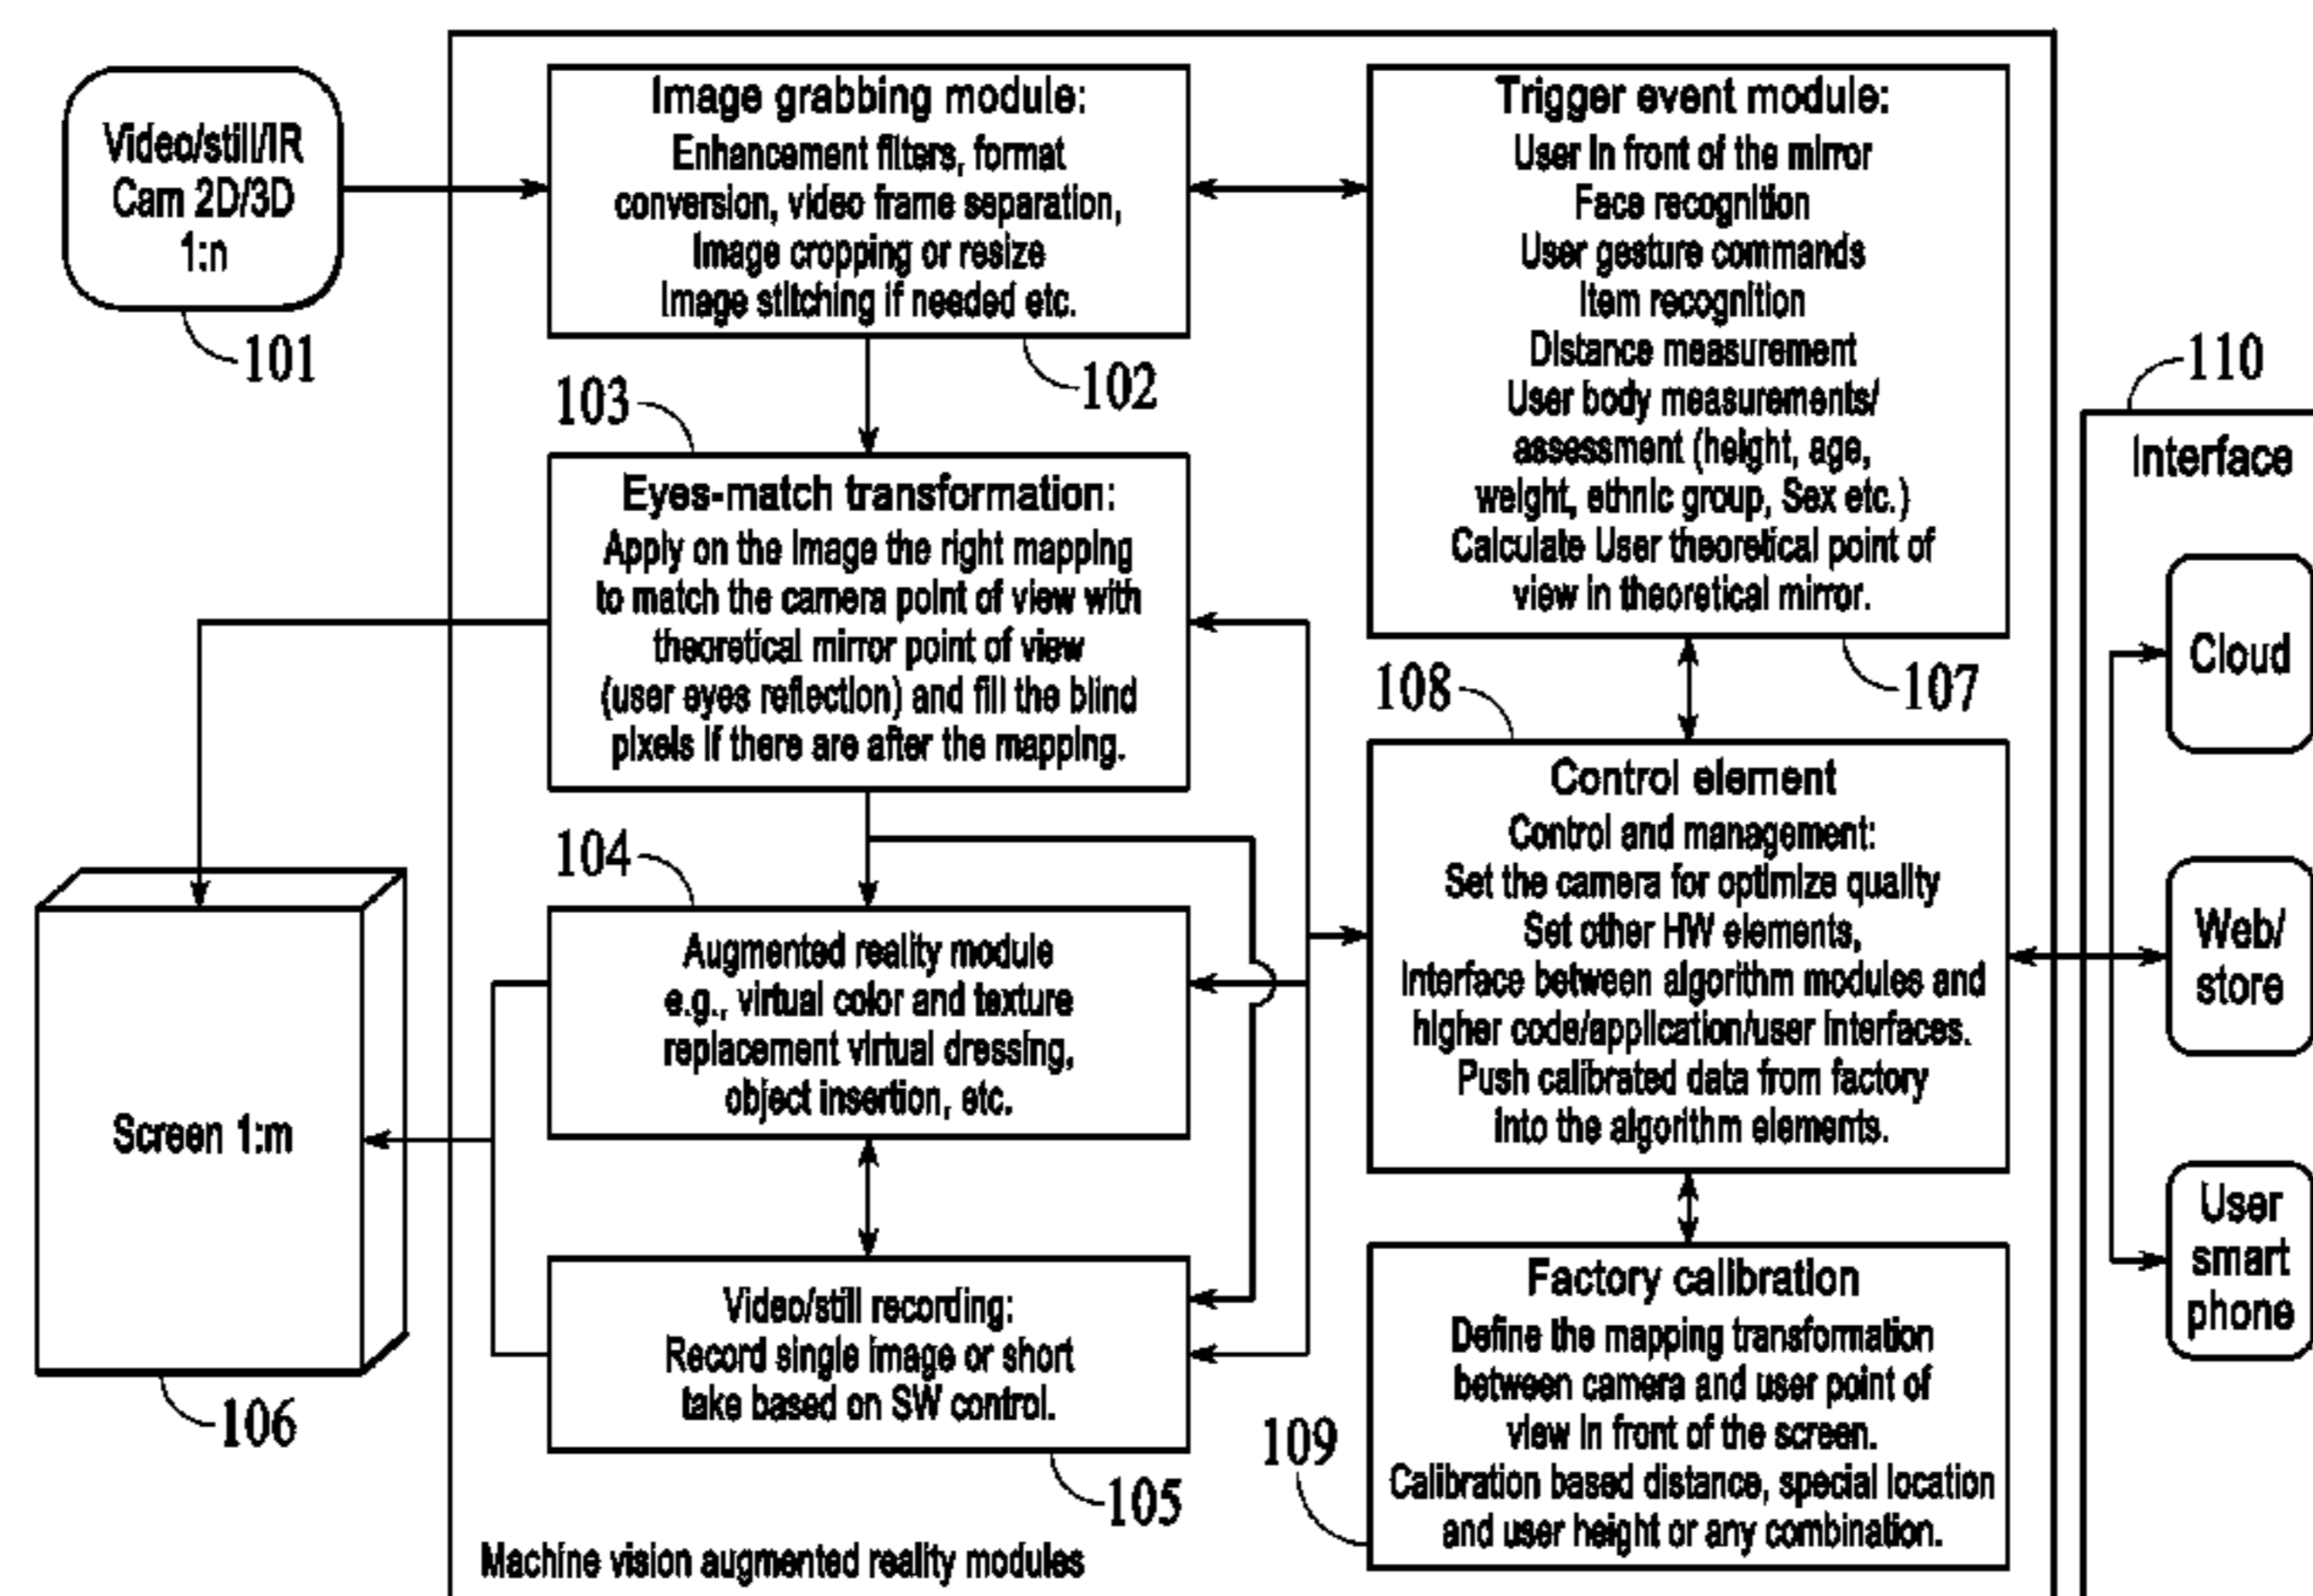 Video/still/IR
Cam 2D/3D
1:n
101
Image grabbing module:
Enhancement filters, format
conversion, video frame separation,
Image cropping or resize
Image stitching if needed etc.
102
103
Eyes-match transformation:
Apply on the image the right mapping
to match the camera point of view with
theoretical mirror point of view
(user eyes reflection) and fill the blind
pixels if there are after the mapping.
104
Augmented reality module
e.g., virtual color and texture
replacement virtual dressing,
object insertion, etc.
Screen 1:m
106
Video/still recording:
Record single image or short
take based on SW control.
105
Machine vision augmented reality modules
Trigger event module:
User in front of the mirror
Face recognition
User gesture commands
Item recognition
Distance measurement
User body measurements/
assessment (height, age,
weight, ethnic group, Sex etc.)
Calculate User theoretical point of
view in theoretical mirror.
107
108
Control element
Control and management:
Set the camera for optimize quality
Set other HW elements,
Interface between algorithm modules and
higher code/application/user interfaces.
Push calibrated data from factory
into the algorithm elements.
Factory calibration
Define the mapping transformation
between camera and user point of
view in front of the screen.
Calibration based distance, special location
and user height or any combination.
109
110
Interface
Cloud
Web/
store
User
smart
phone